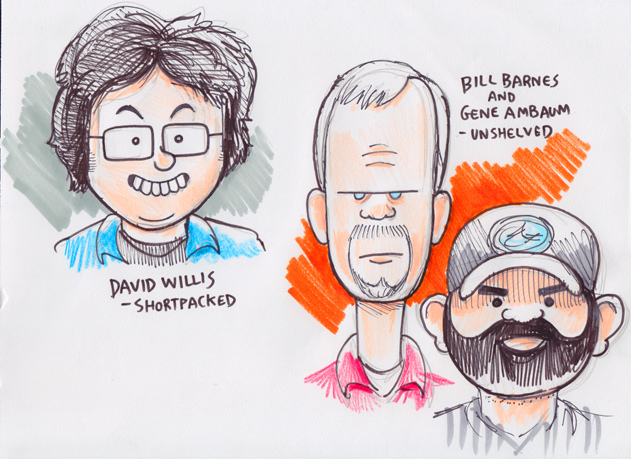 DAVID WILLIS
- SHORTPACKED
BILL BARNES
AND
GENE AMBAUM
- UNSHELVED